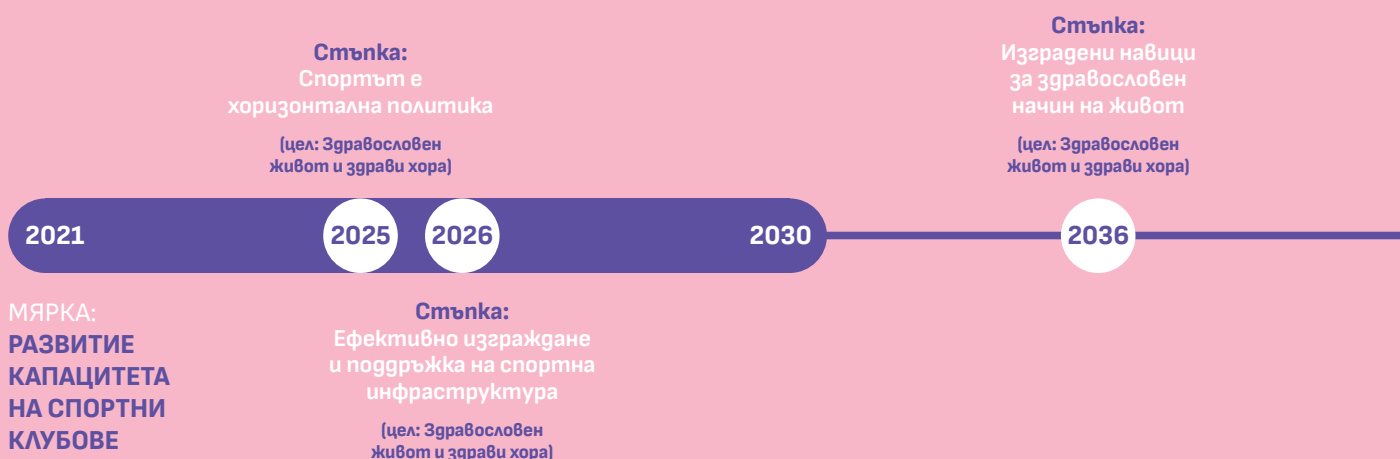 Стъпка:
Спортът е
хоризонтална политика
(цел: Здравословен
живот и здрави хора)
Стъпка:
Изградени навици
за здравословен
начин на живот
(цел: Здравословен
живот и здрави хора)
2021
2025
2026
2030
2036
МЯРКА:
РАЗВИТИЕ
КАПАЦИТЕТА
НА СПОРТНИ
КЛУБОВЕ
Стъпка:
Ефективно изграждане
и поддръжка на спортна
инфраструктура
(цел: Здравословен
живот и здрави хора)